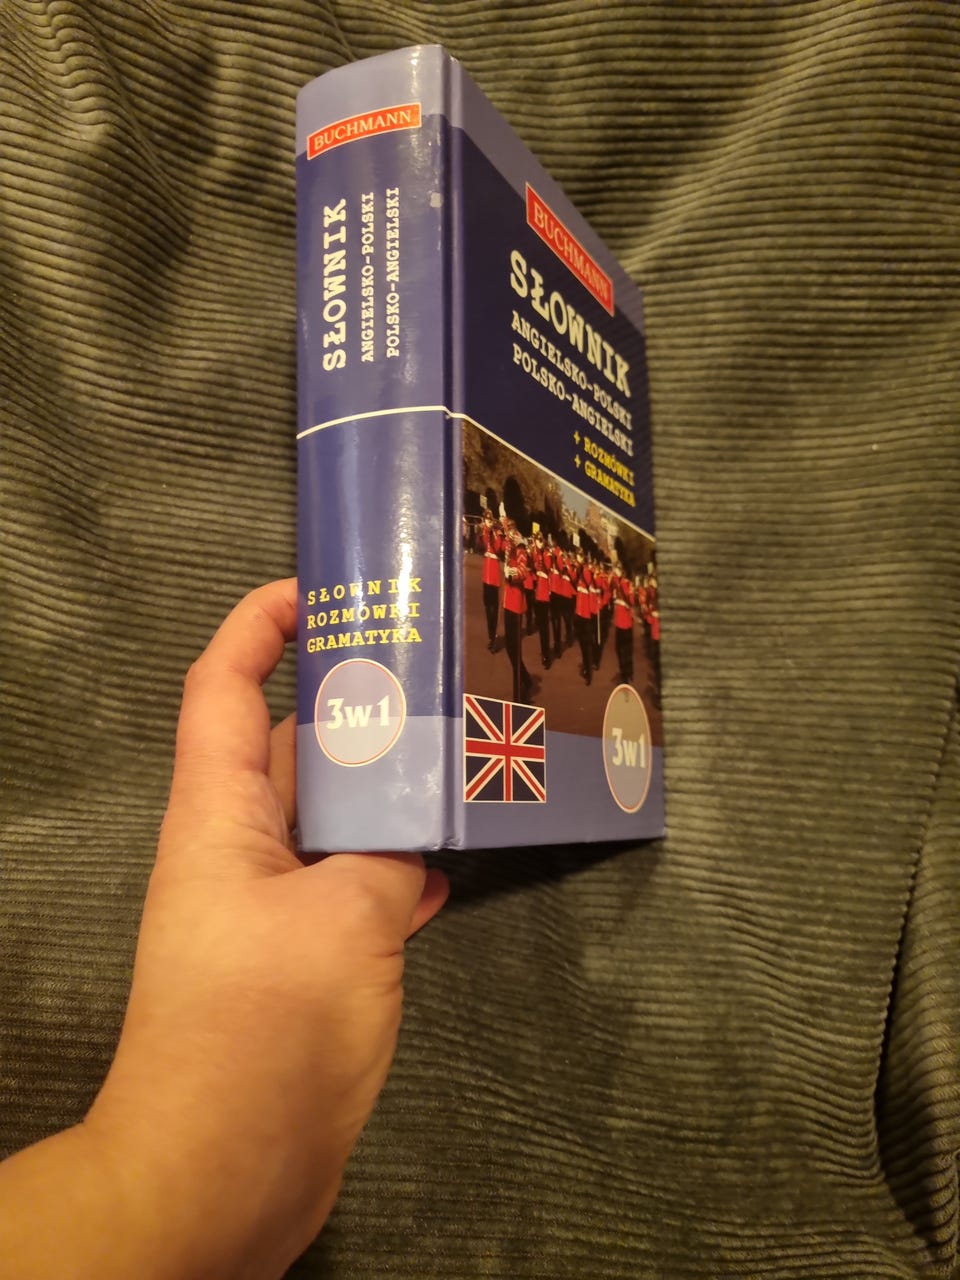 BUCHMANN
SŁOWNIK
ANGIELSKO-POLSKI
POLSKO-ANGIELSKI
SŁOWNIK
ROZMÓWKI
GRAMATYKA
3w1
BUCHMANN
SŁOWNIK
ANGIELSKO-POLSKI
POLSKO-ANGIELSKI
+ ROZMÓWKI
+ GRAMATYKA
3w1